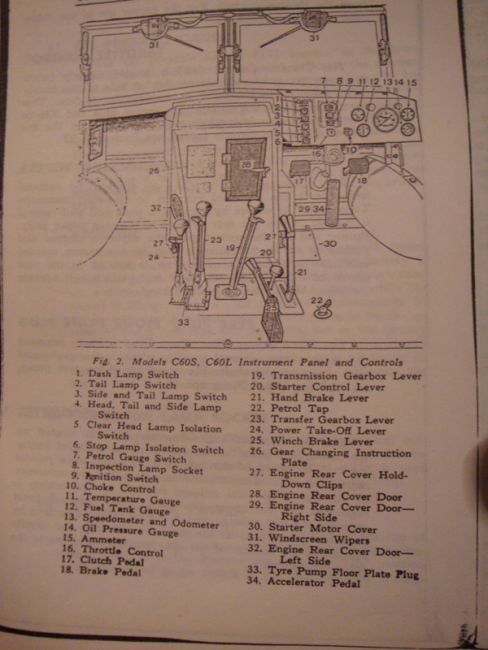 31
31
7 8 9 11 12 13 14 15
1
2
3
4
5
6
16
10
17
18
28
26
32
29 34
27
24
23
19
27
30
20
21
22
33
Fig. 2. Models C60S, C60L Instrument Panel and Controls
1. Dash Lamp Switch
2. Tail Lamp Switch
3. Side and Tail Lamp Switch
4. Head, Tail and Side Lamp
Switch
5. Clear Head Lamp Isolation
Switch
6. Stop Lamp Isolation Switch
7. Petrol Gauge Switch
8. Inspection Lamp Socket
9. Ignition Switch
10. Choke Control
11. Temperature Gauge
12. Fuel Tank Gauge
13. Speedometer and Odometer
14. Oil Pressure Gauge
15. Ammeter
16. Throttle Control
17. Clutch Pedal
18. Brake Pedal
19. Transmission Gearbox Lever
20. Starter Control Lever
21. Hand Brake Lever
22. Petrol Tap
23. Transfer Gearbox Lever
24. Power Take-Off Lever
25. Winch Brake Lever
26. Gear Changing Instruction
Plate
27. Engine Rear Cover Hold-
Down Clips
28. Engine Rear Cover Door
29. Engine Rear Cover Door—
Right Side
30. Starter Motor Cover
31. Windscreen Wipers
32. Engine Rear Cover Door—
Left Side
33. Tyre Pump Floor Plate Plug
34. Accelerator Pedal